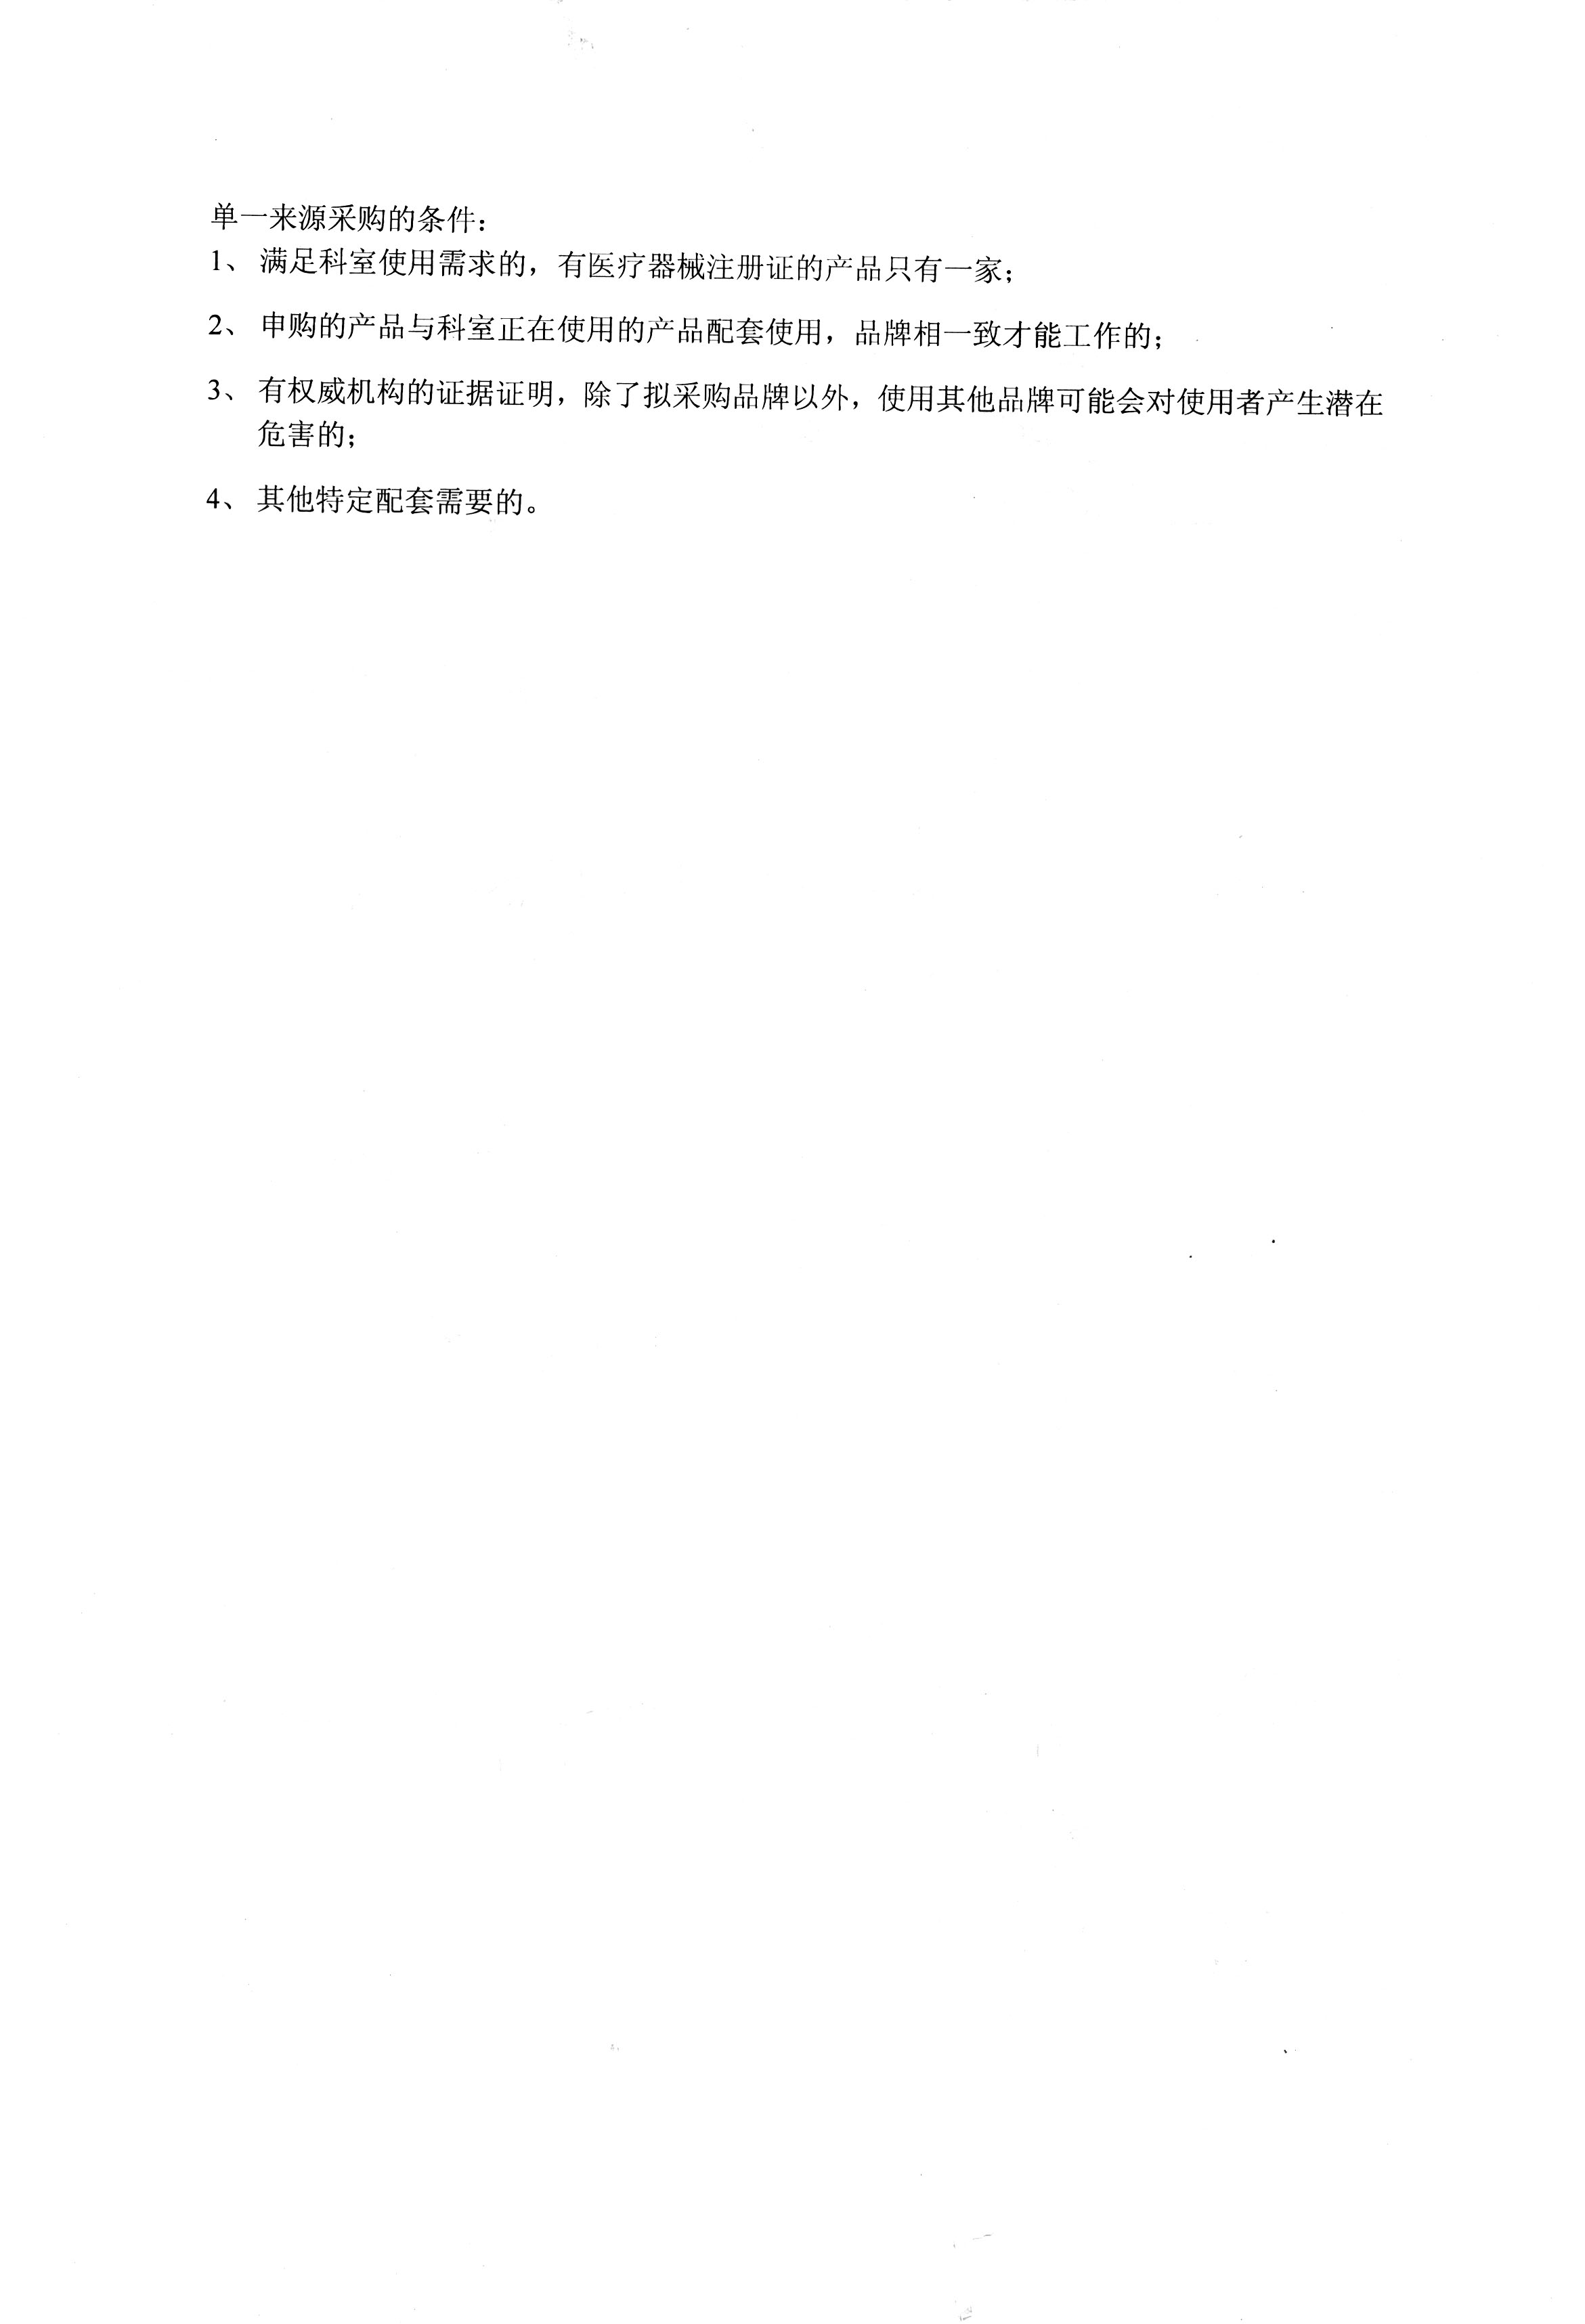 单一来源采购的条件：
1、 满足科室使用需求的，有医疗器械注册证的产品只有一家；
2、 申购的产品与科室正在使用的产品配套使用，品牌相一致才能工作的；
3、 有权威机构的证据证明，除了拟采购品牌以外，使用其他品牌可能会对使用者产生潜在
危害的；
4、 其他特定配套需要的。